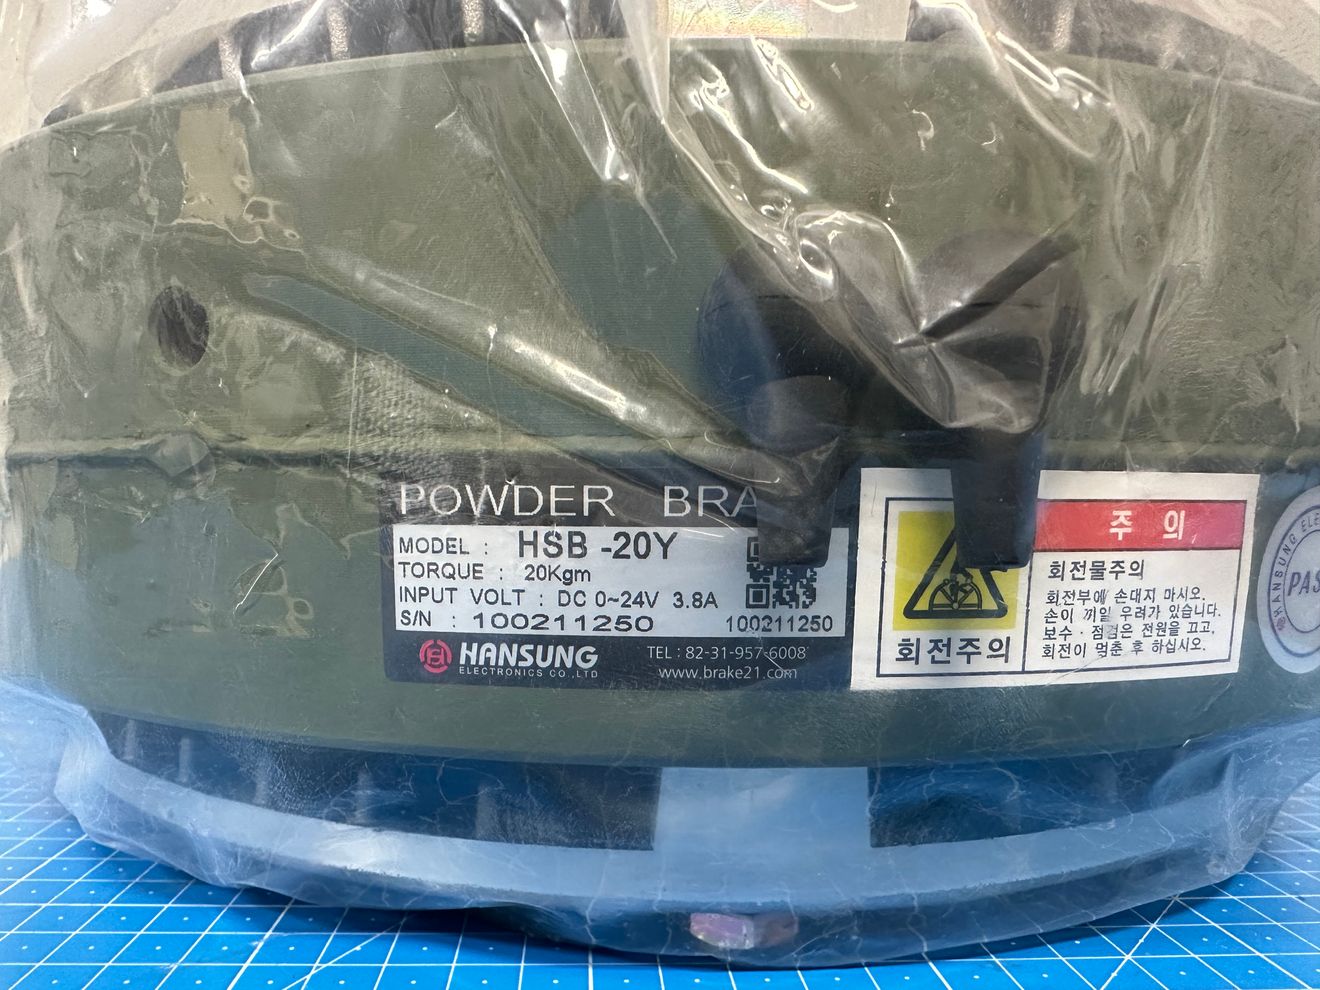 POWDER BRA
MODEL : HSB -20Y
TORQUE : 20Kgm
INPUT VOLT : DC 0~24V 3.8A
S/N : 100211250
100211250
HANSUNG
ELECTRONICS CO.,LTD
TEL : 82-31-957-6008
www.brake21.com
회전주의
주 의
회전물주의
회전부에 손대지 마시오.
손이 끼일 우려가 있습니다.
보수 · 점검은 전원을 끄고,
회전이 멈춘 후 하십시오.
HANSUNG ELE
PAS